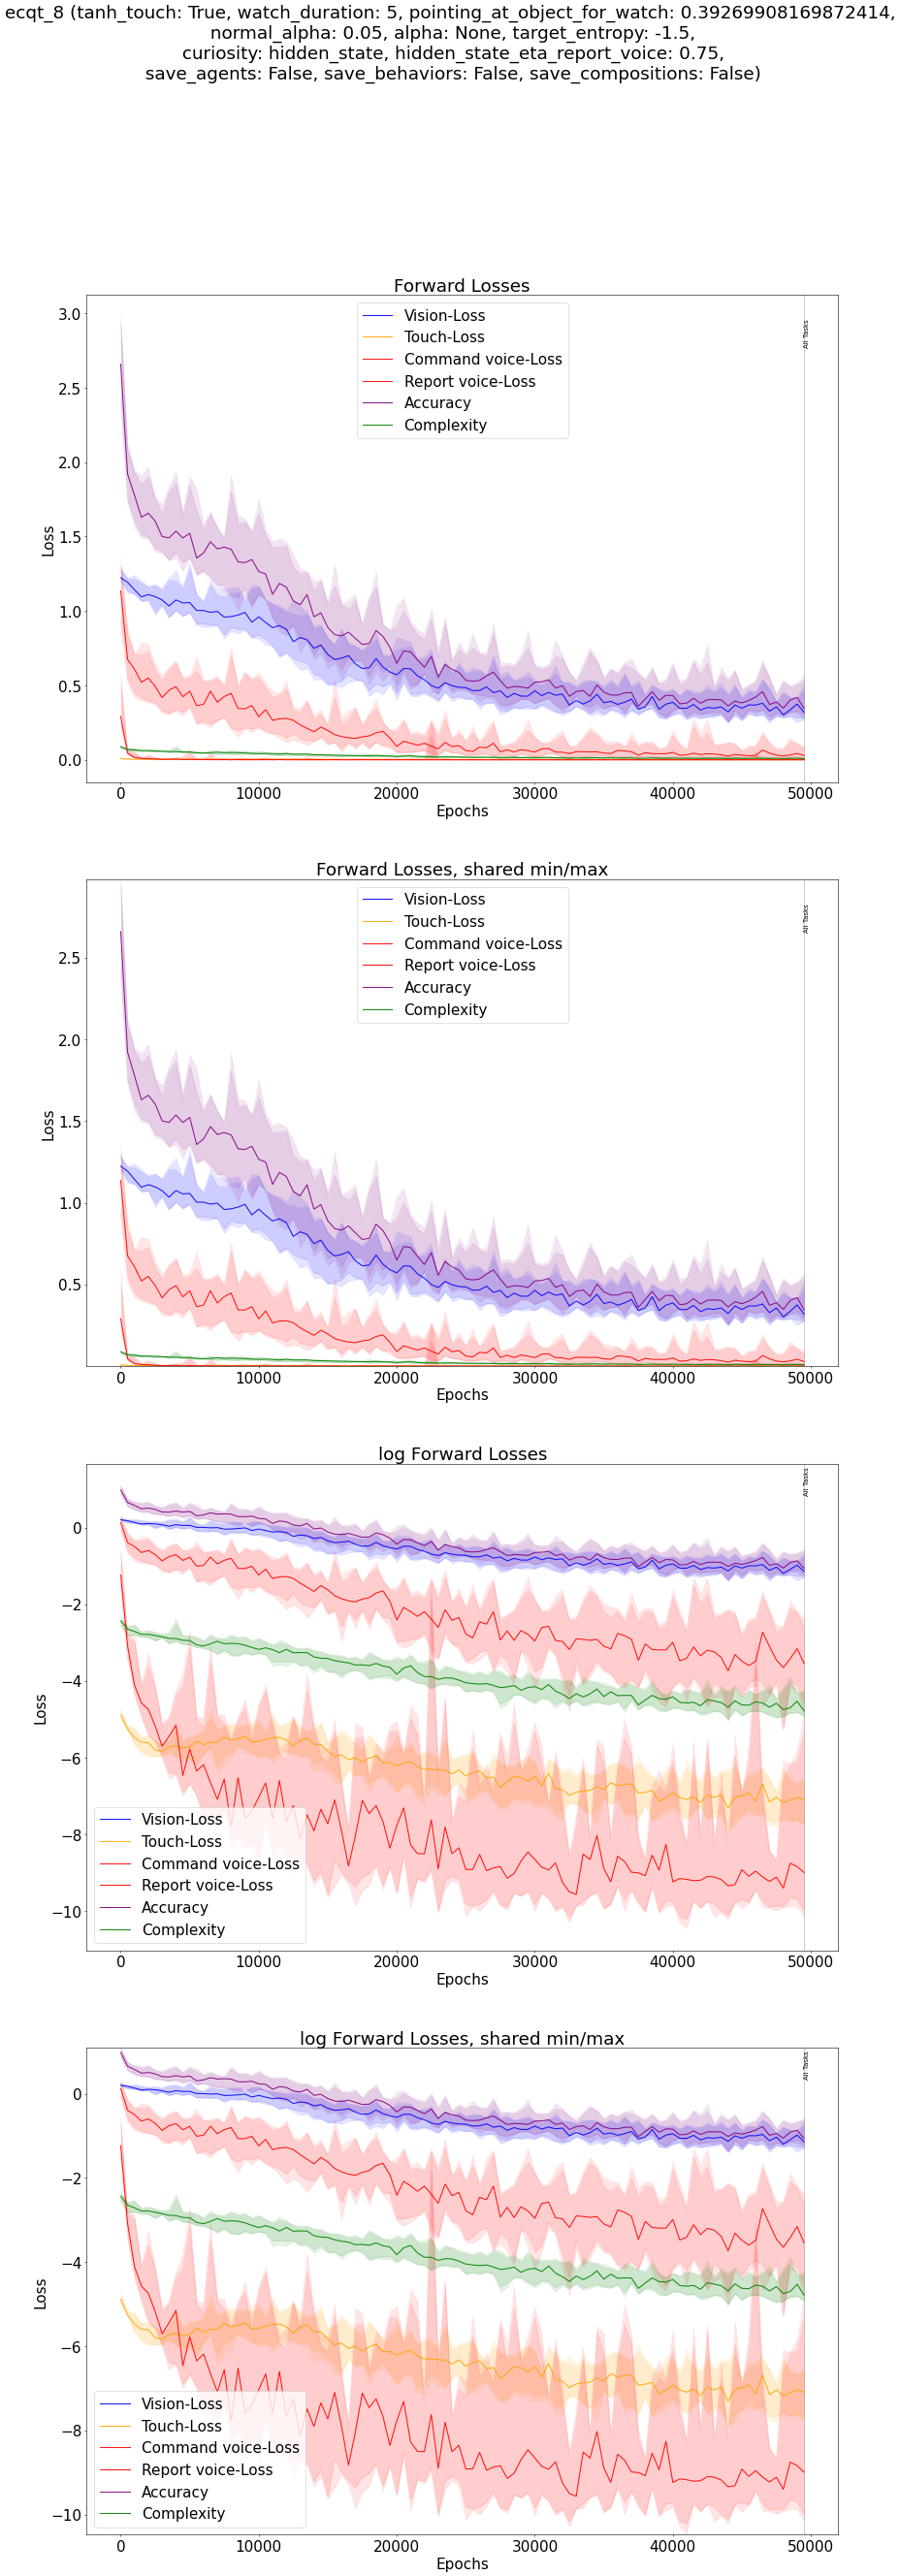 ecqt_8 (tanh_touch: True, watch_duration: 5, pointing_at_object_for_watch: 0.39269908169872414,
normal_alpha: 0.05, alpha: None, target_entropy: -1.5,
curiosity: hidden_state, hidden_state_eta_report_voice: 0.75,
save_agents: False, save_behaviors: False, save_compositions: False)
Forward Losses
3.0
2.5
2.0
1.5
1.0
0.5
0.0
Loss
Vision-Loss
Touch-Loss
Command voice-Loss
Report voice-Loss
Accuracy
Complexity
All Tasks
0 10000 20000 30000 40000 50000
Epochs
Forward Losses, shared min/max
2.5
2.0
1.5
1.0
0.5
Loss
Vision-Loss
Touch-Loss
Command voice-Loss
Report voice-Loss
Accuracy
Complexity
All Tasks
0 10000 20000 30000 40000 50000
Epochs
log Forward Losses
0
−2
−4
−6
−8
−10
Loss
All Tasks
Vision-Loss
Touch-Loss
Command voice-Loss
Report voice-Loss
Accuracy
Complexity
0 10000 20000 30000 40000 50000
Epochs
log Forward Losses, shared min/max
0
−2
−4
−6
−8
−10
Loss
All Tasks
Vision-Loss
Touch-Loss
Command voice-Loss
Report voice-Loss
Accuracy
Complexity
0 10000 20000 30000 40000 50000
Epochs